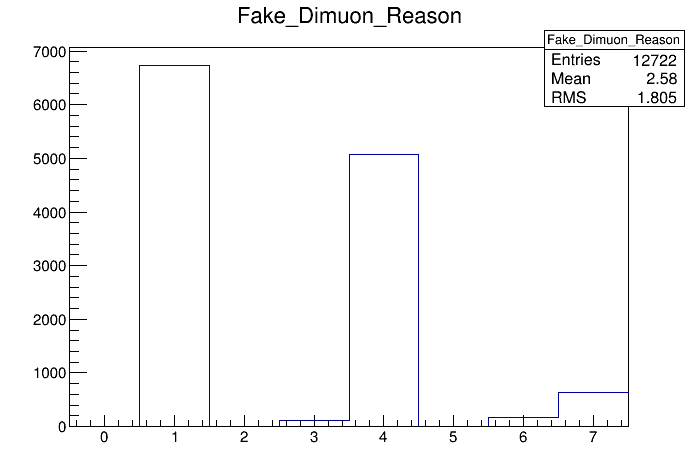 Fake_Dimuon_Reason
Fake_Dimuon_Reason
Entries 12722
Mean 2.58
RMS 1.805
7000
6000
5000
4000
3000
2000
1000
0
0 1 2 3 4 5 6 7